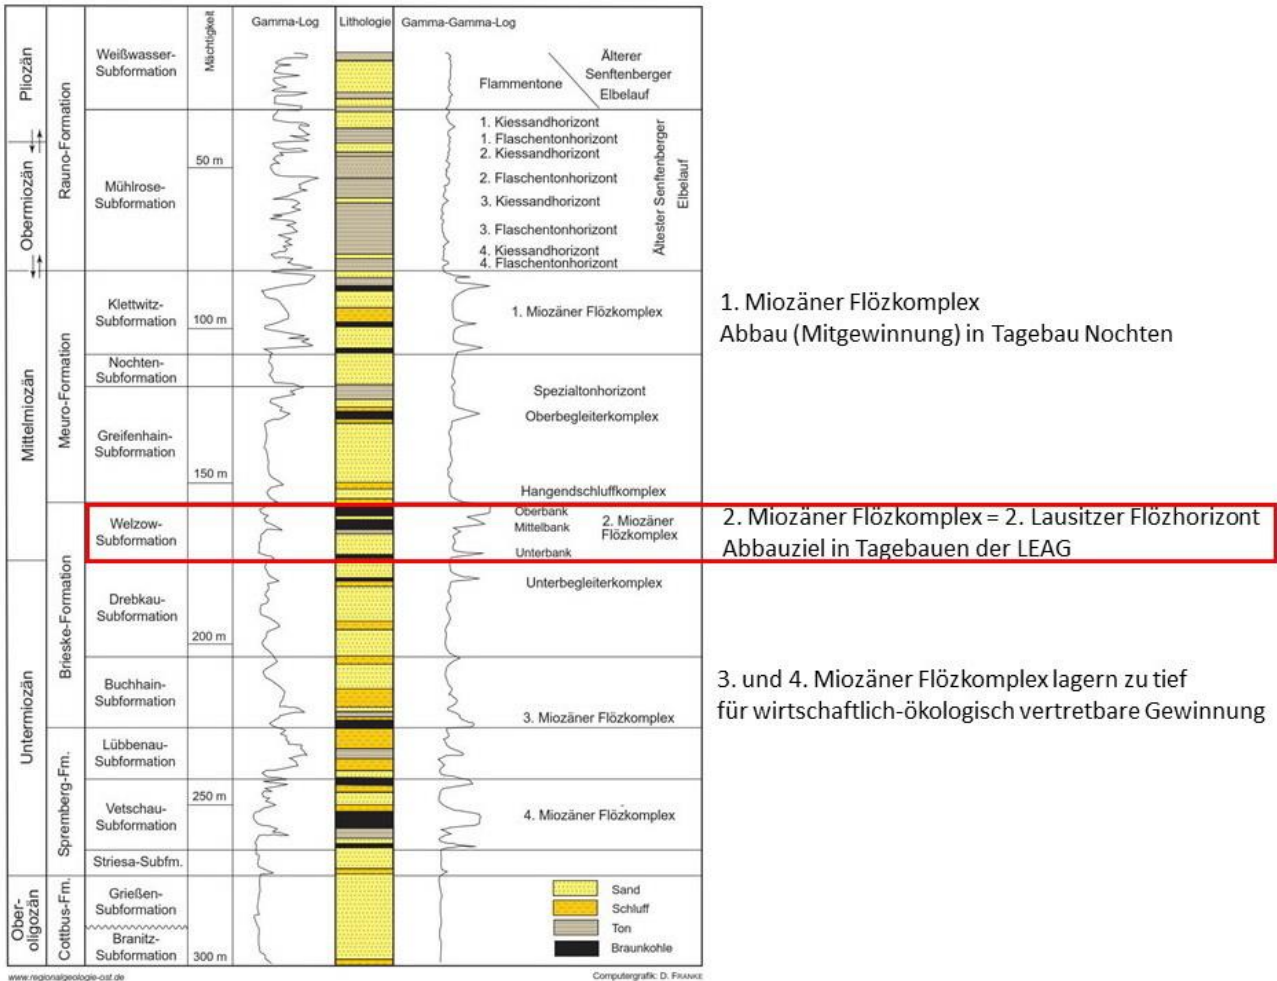 Mächtigkeit
Gamma-Log
Lithologie
Gamma-Gamma-Log
Pliozän
Obermiozän
Mittelmiozän
Untermiozän
Ober-
oligozän
Rauno-Formation
Meuro-Formation
Brieske-Formation
Spremberg-Fm.
Cottbus-Fm.
Weißwasser-
Subformation
Mühlrose-
Subformation
Klettwitz-
Subformation
Nochten-
Subformation
Greifenhain-
Subformation
Welzow-
Subformation
Drebkau-
Subformation
Buchhain-
Subformation
Lübbenau-
Subformation
Vetschau-
Subformation
Striesa-Subfm.
Grießen-
Subformation
Branitz-
Subformation
50 m
100 m
150 m
200 m
250 m
300 m
Flammentone
Älterer
Senftenberger
Elbelauf
1. Kiessandhorizont
1. Flaschentonhorizont
2. Kiessandhorizont
2. Flaschentonhorizont
3. Kiessandhorizont
3. Flaschentonhorizont
4. Kiessandhorizont
4. Flaschentonhorizont
Ältester Senftenberger
Elbelauf
1. Miozäner Flözkomplex
Spezialtonhorizont
Oberbegleiterkomplex
Hangendschluffkomplex
Oberbank
Mittelbank
Unterbank
2. Miozäner
Flözkomplex
Unterbegleiterkomplex
3. Miozäner Flözkomplex
4. Miozäner Flözkomplex
Sand
Schluff
Ton
Braunkohle
1. Miozäner Flözkomplex
Abbau (Mitgewinnung) in Tagebau Nochten
2. Miozäner Flözkomplex = 2. Lausitzer Flözhorizont
Abbauziel in Tagebauen der LEAG
3. und 4. Miozäner Flözkomplex lagern zu tief
für wirtschaftlich-ökologisch vertretbare Gewinnung
www.regionalgeologie-ost.de
Computergrafik: D. FRANKE